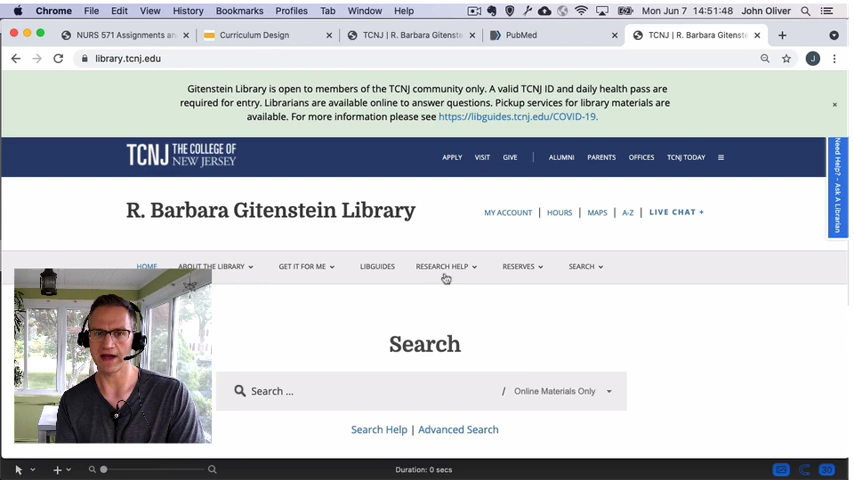 Chrome File Edit View History Bookmarks Profiles Tab Window Help Mon Jun 7 14:51:48 John Oliver
NURS 571 Assignments an Curriculum Design TCNJ | R. Barbara Gitenste PubMed TCNJ | R. Barbara Gitenste
library.tcnj.edu J
Gitenstein Library is open to members of the TCNJ community only. A valid TCNJ ID and daily health pass are
required for entry. Librarians are available online to answer questions. Pickup services for library materials are
available. For more information please see https://libguides.tcnj.edu/COVID-19.
TCNJ THE COLLEGE OF
NEW JERSEY
APPLY VISIT GIVE ALUMNI PARENTS OFFICES TCNJ TODAY
Need Help? - Ask A Librarian
R. Barbara Gitenstein Library
MY ACCOUNT | HOURS | MAPS | A-Z | LIVE CHAT +
HOME ABOUT THE LIBRARY GET IT FOR ME LIBGUIDES RESEARCH HELP RESERVES SEARCH
Search
Search ... / Online Materials Only
Search Help | Advanced Search
Duration: 0 secs
30